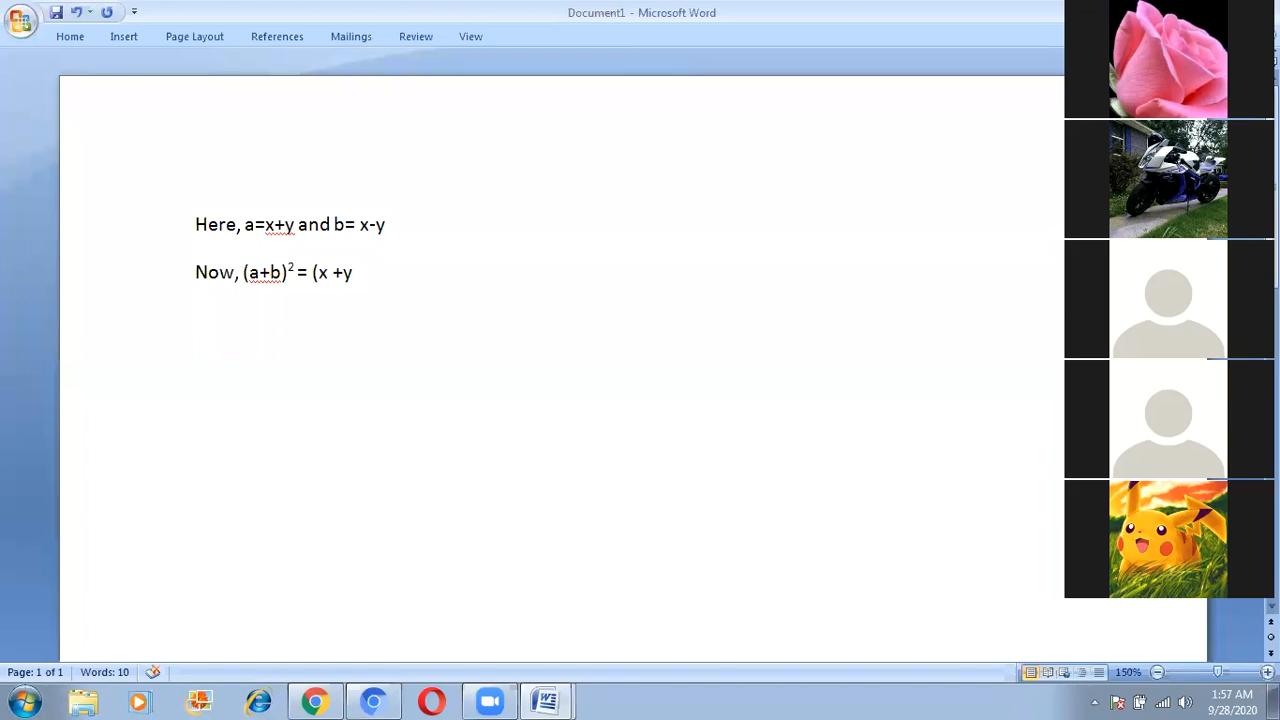 Document1 - Microsoft Word
Home Insert Page Layout References Mailings Review View
Here, a=x+y and b= x-y
Now, (a+b)² = (x +y
Page: 1 of 1 Words: 10 150%
1:57 AM
9/28/2020